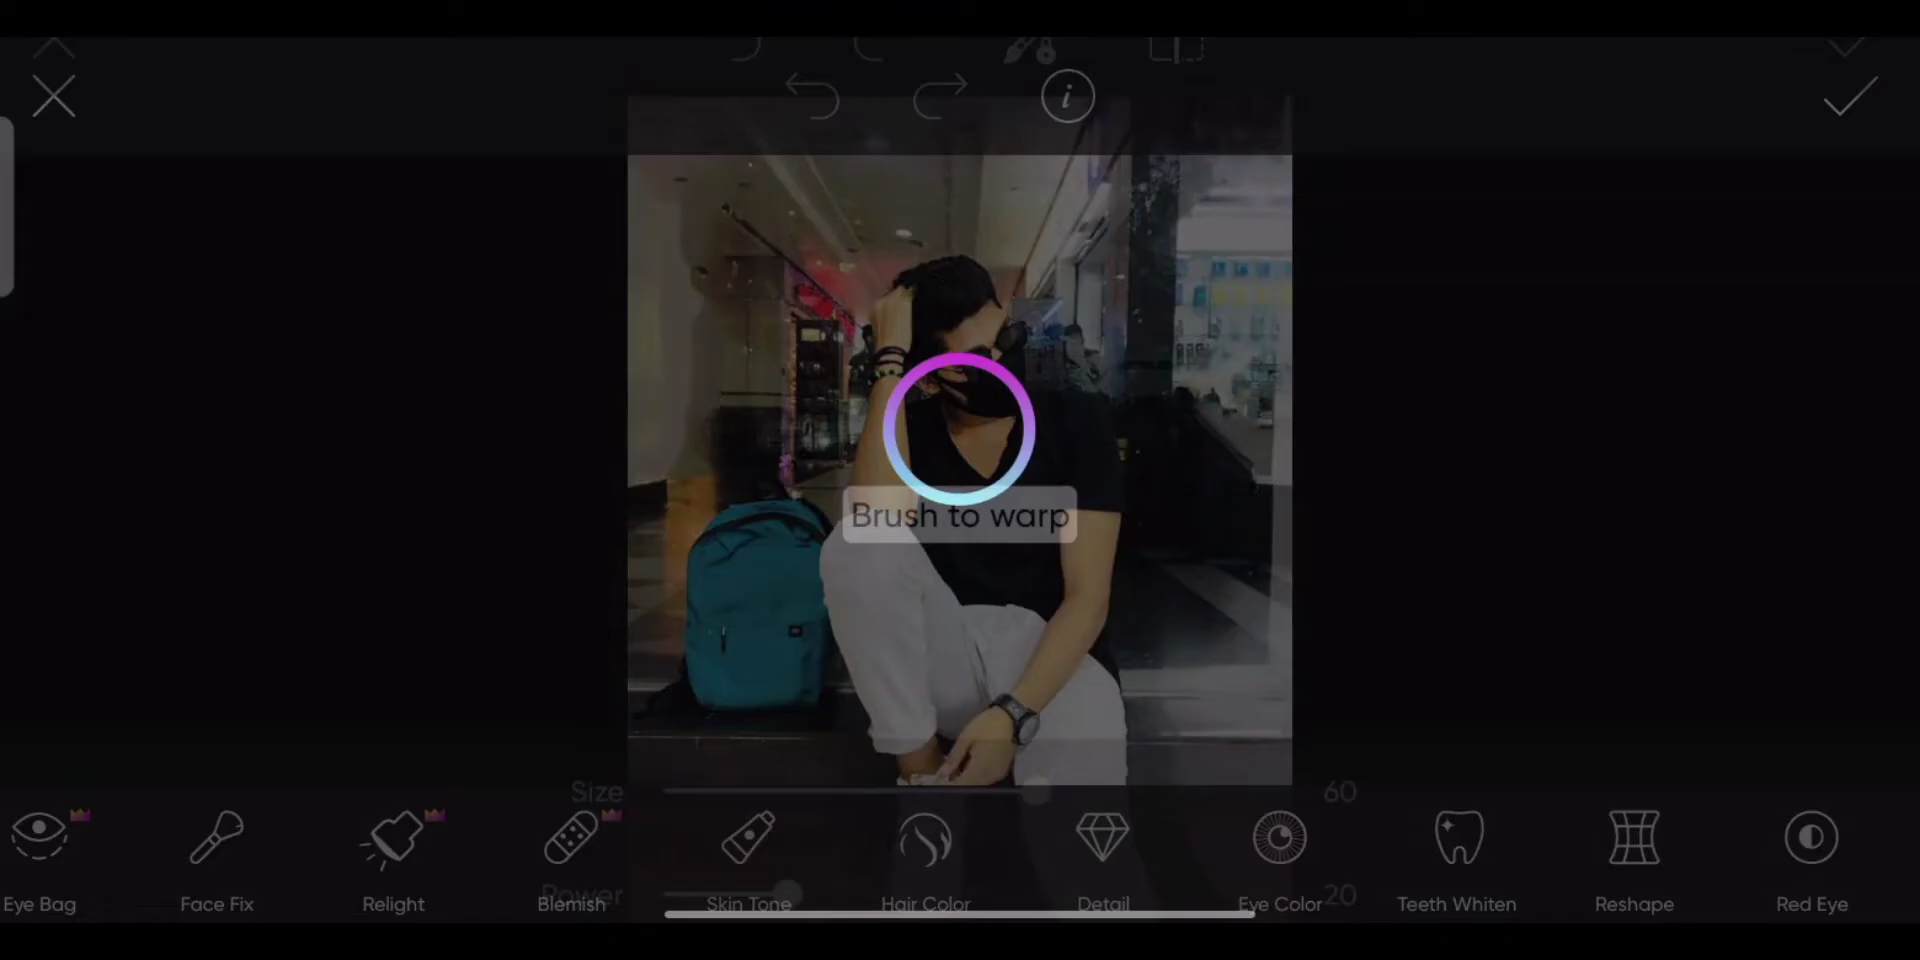 i
Brush to warp
Size 60
Power 20
Eye Bag
Face Fix
Relight
Blemish
Skin Tone
Hair Color
Detail
Eye Color
Teeth Whiten
Reshape
Red Eye